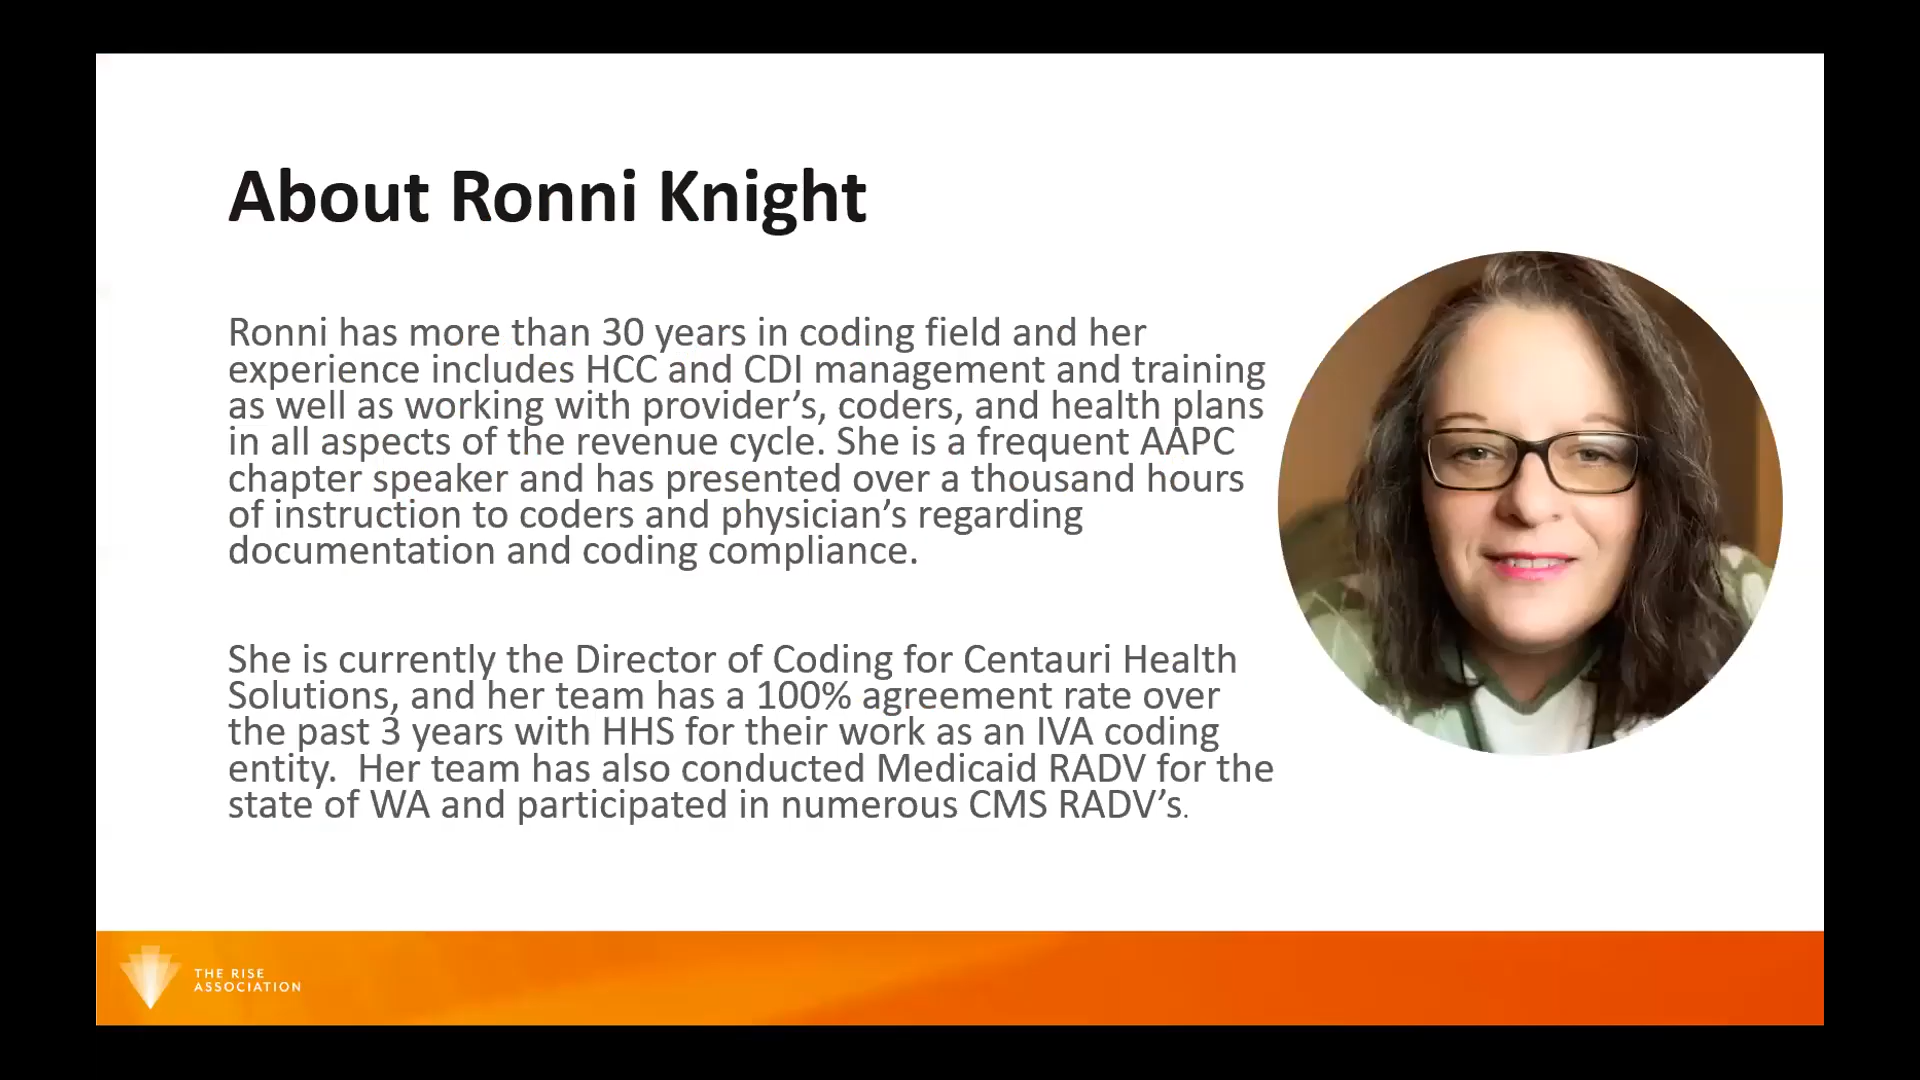 About Ronni Knight
Ronni has more than 30 years in coding field and her
experience includes HCC and CDI management and training
as well as working with provider’s, coders, and health plans
in all aspects of the revenue cycle. She is a frequent AAPC
chapter speaker and has presented over a thousand hours
of instruction to coders and physician’s regarding
documentation and coding compliance.
She is currently the Director of Coding for Centauri Health
Solutions, and her team has a 100% agreement rate over
the past 3 years with HHS for their work as an IVA coding
entity.  Her team has also conducted Medicaid RADV for the
state of WA and participated in numerous CMS RADV’s.
THE RISE
ASSOCIATION